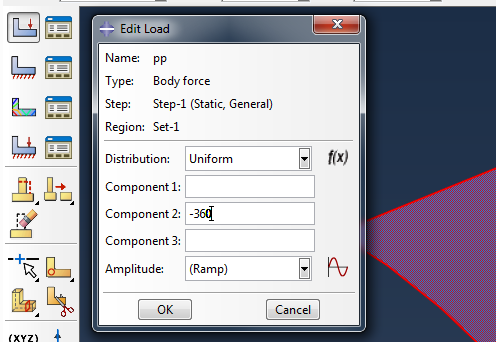 Edit Load
Name: pp
Type: Body force
Step: Step-1 (Static, General)
Region: Set-1
Distribution: Uniform f(x)
Component 1:
Component 2: -360
Component 3:
Amplitude: (Ramp)
OK Cancel
(XYZ)